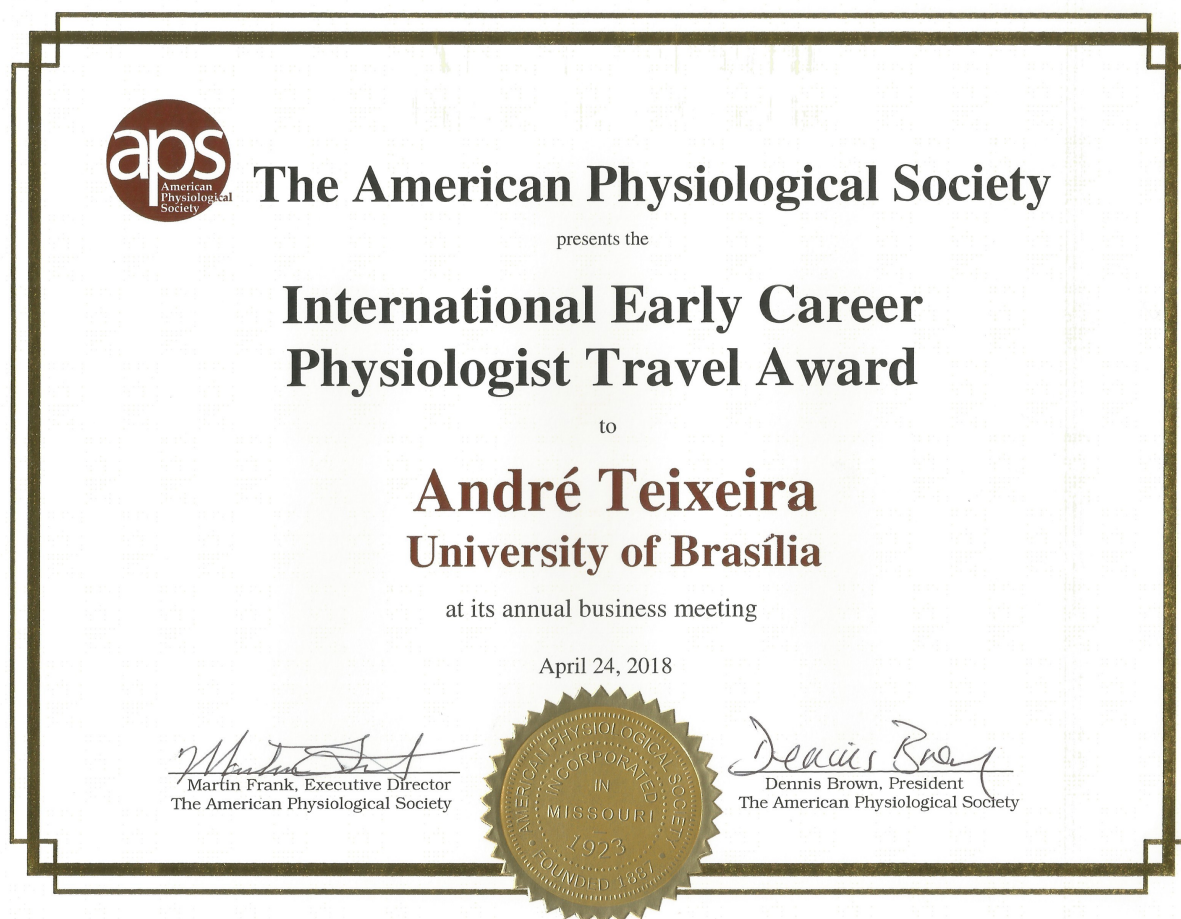 aps
American
Physiological
Society
The American Physiological Society
presents the
International Early Career
Physiologist Travel Award
to
André Teixeira
University of Brasília
at its annual business meeting
April 24, 2018
Martin Frank, Executive Director
The American Physiological Society
Dennis Brown
Dennis Brown, President
The American Physiological Society
AMERICAN PHYSIOLOGICAL SOCIETY
INCORPORATED
IN
MISSOURI
1923
FOUNDED 1887